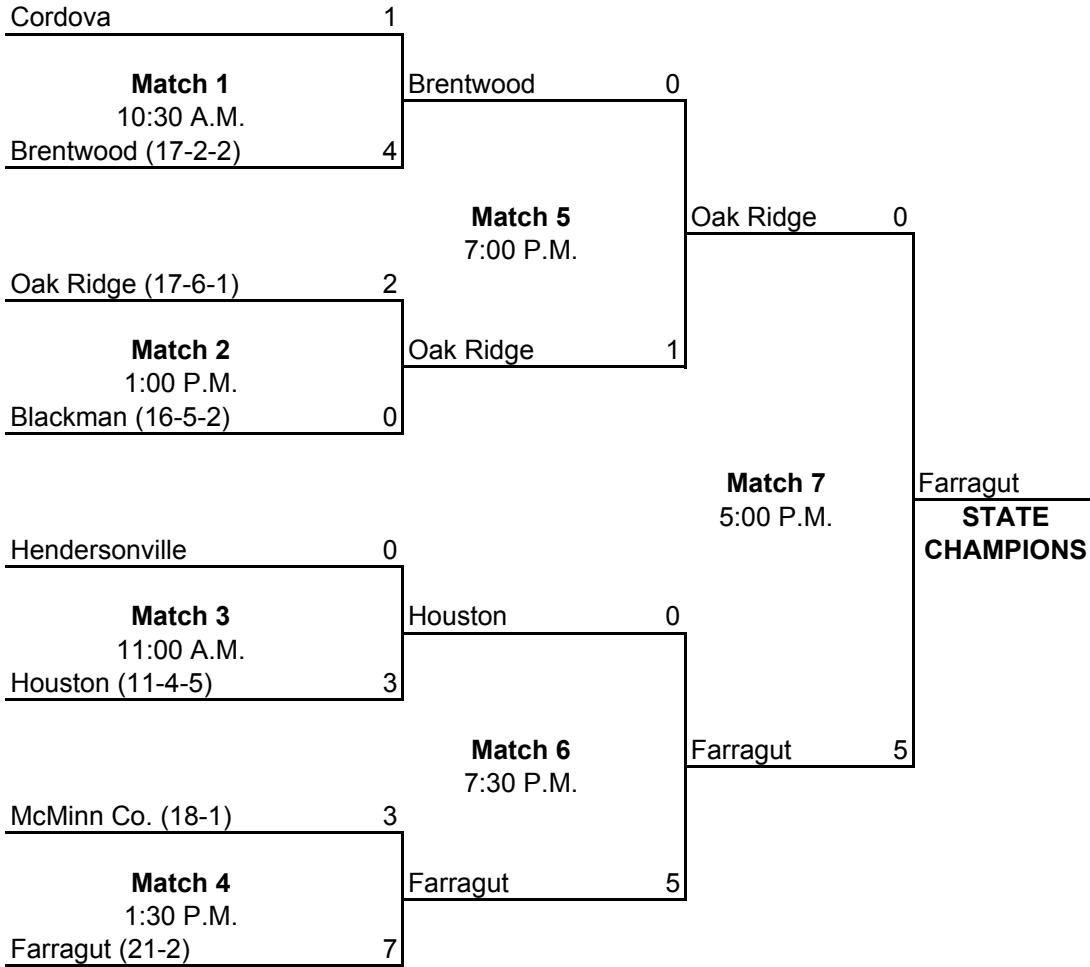 Cordova 1
Match 1
10:30 A.M.
Brentwood (17-2-2) 4
Brentwood 0
Match 5
7:00 P.M.
Oak Ridge (17-6-1) 2
Match 2
1:00 P.M.
Blackman (16-5-2) 0
Oak Ridge 1
Oak Ridge 0
Match 7
5:00 P.M.
Farragut
STATE
CHAMPIONS
Hendersonville 0
Match 3
11:00 A.M.
Houston (11-4-5) 3
Houston 0
Match 6
7:30 P.M.
Farragut 5
McMinn Co. (18-1) 3
Match 4
1:30 P.M.
Farragut (21-2) 7
Farragut 5